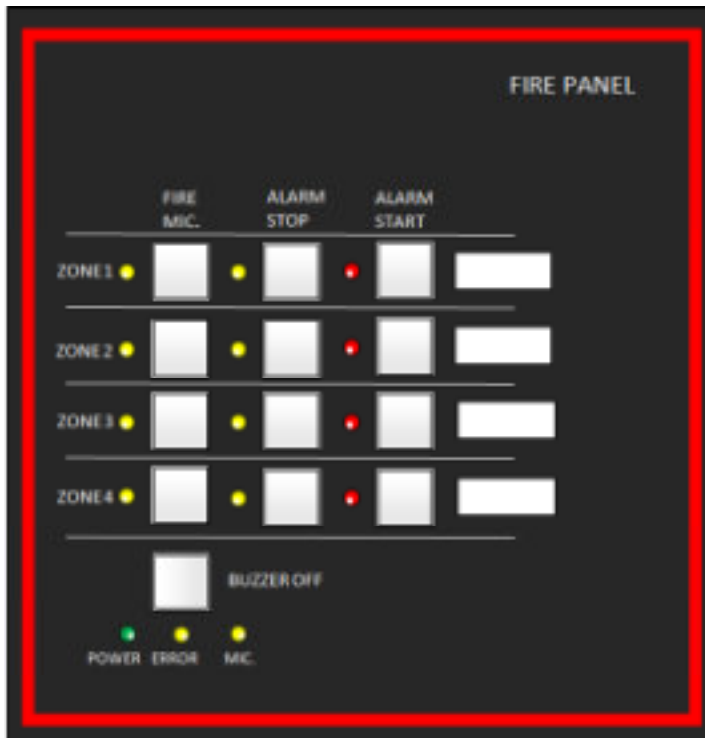 FIRE PANEL
FIRE ALARM ALARM
MIC. STOP START
ZONE1
ZONE2
ZONE3
ZONE4
BUZZER OFF
POWER ERROR MIC.